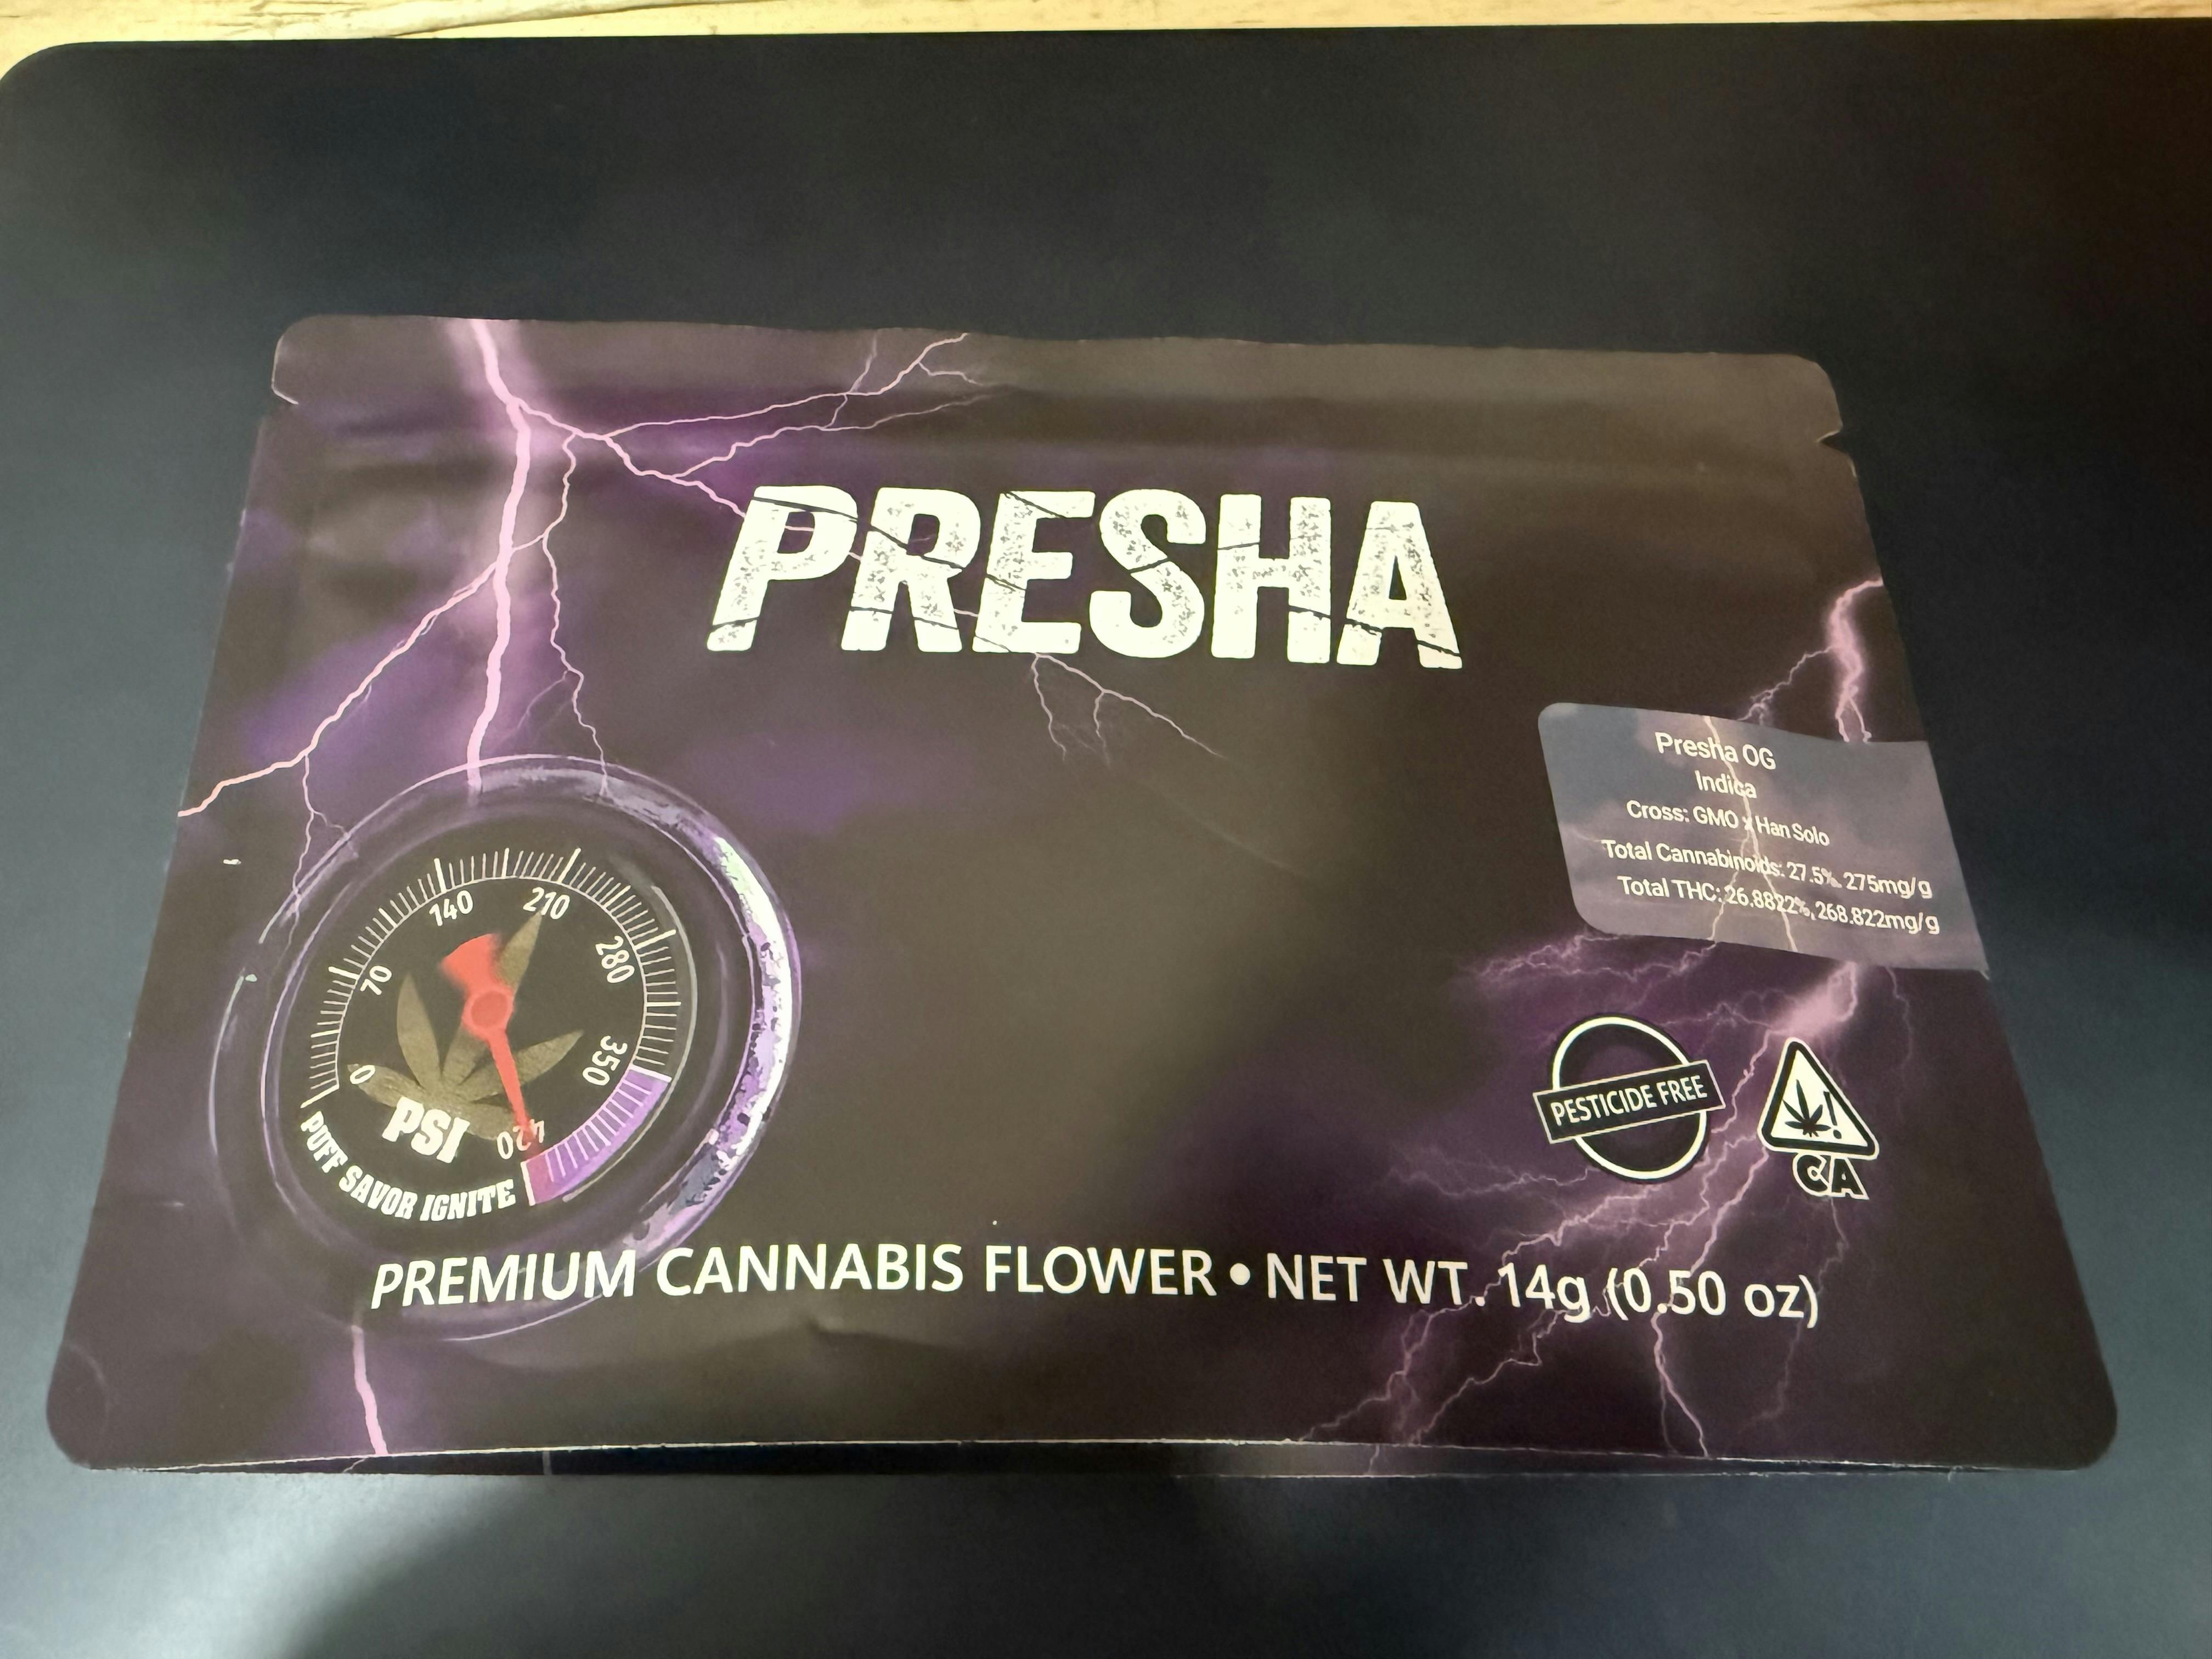 PRESHA
Presha OG
Indica
Cross: GMO x Han Solo
Total Cannabinoids: 27.5%, 275mg/g
Total THC: 26.8822%, 268.822mg/g
0
70
140
210
280
350
420
PSI
PUFF SAVOR IGNITE
PESTICIDE FREE
!
CA
PREMIUM CANNABIS FLOWER • NET WT. 14g (0.50 oz)